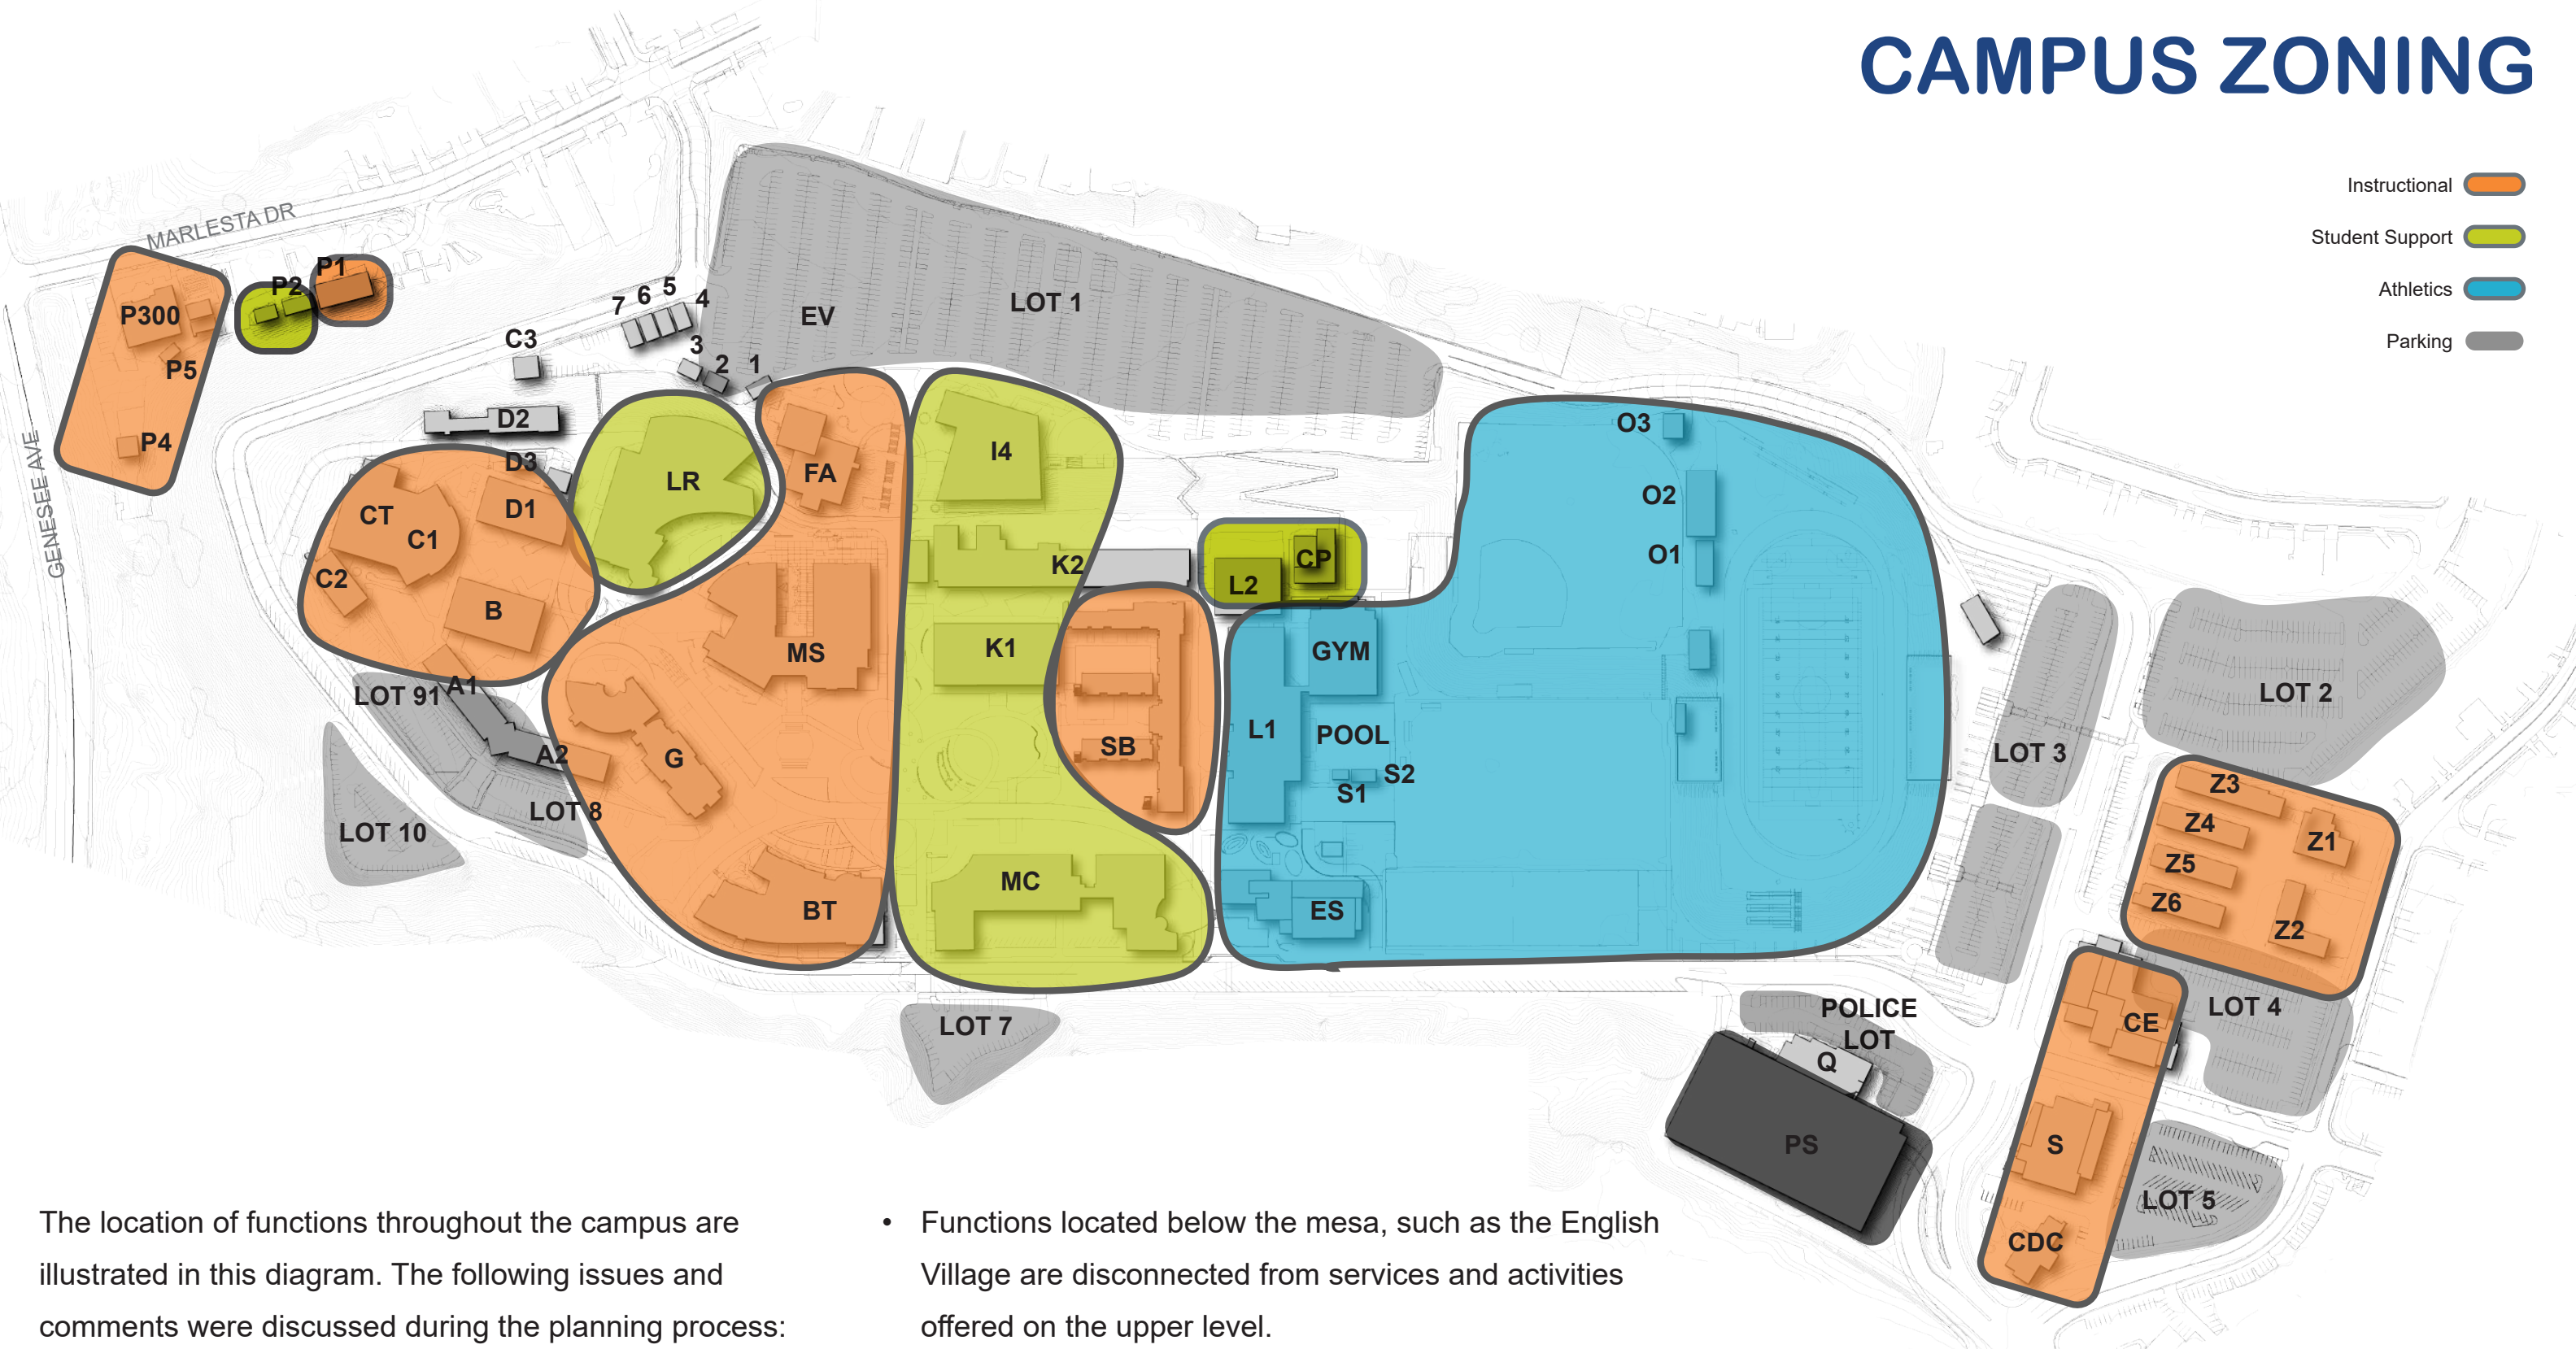 CAMPUS ZONING
Instructional
Student Support
Athletics
Parking
MARLESTA DR
GENESEE AVE
P1
P2
P300
P5
P4
7 6 5 4
3 2 1
C3
D2
D3
EV
LOT 1
LR
FA
I4
CT
C1
D1
C2
B
K2
K1
L2
CP
O3
O2
O1
MS
GYM
LOT 91
A1
A2
G
SB
L1
POOL
S2
S1
LOT 8
LOT 10
BT
MC
ES
LOT 2
LOT 3
Z3
Z4
Z1
Z5
Z6
Z2
LOT 7
POLICE
LOT
Q
PS
CE
LOT 4
S
LOT 5
CDC
The location of functions throughout the campus are
illustrated in this diagram. The following issues and
comments were discussed during the planning process:
• Functions located below the mesa, such as the English
Village are disconnected from services and activities
offered on the upper level.